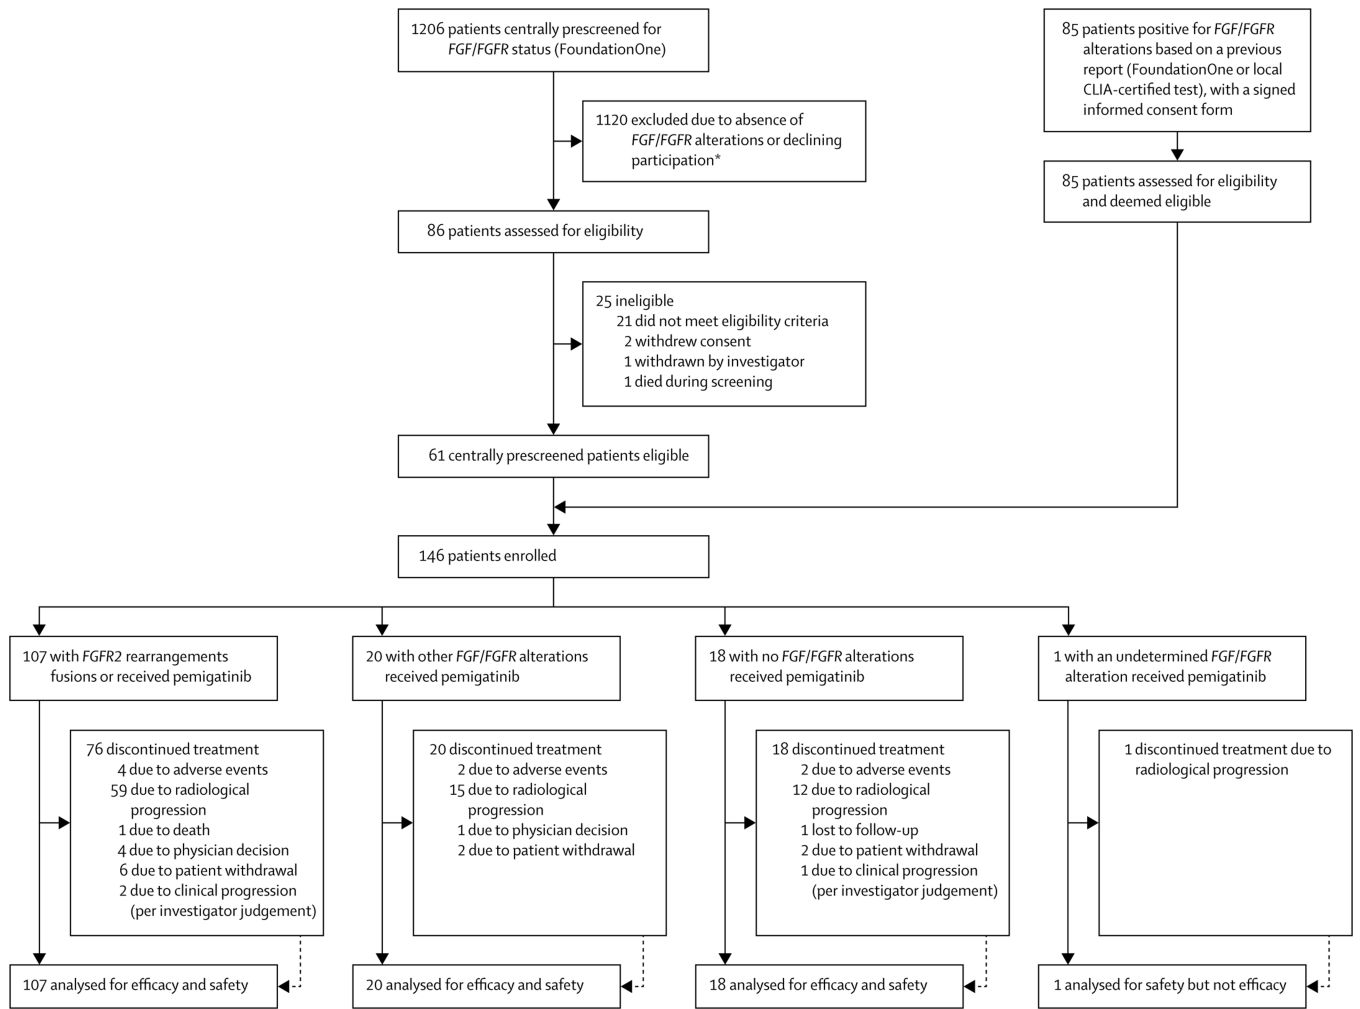 1206 patients centrally prescreened for
FGF/FGFR status (FoundationOne)
85 patients positive for FGF/FGFR
alterations based on a previous
report (FoundationOne or local
CLIA-certified test), with a signed
informed consent form
1120 excluded due to absence of
FGF/FGFR alterations or declining
participation*
85 patients assessed for eligibility
and deemed eligible
86 patients assessed for eligibility
25 ineligible
21 did not meet eligibility criteria
2 withdrew consent
1 withdrawn by investigator
1 died during screening
61 centrally prescreened patients eligible
146 patients enrolled
107 with FGFR2 rearrangements
fusions or received pemigatinib
20 with other FGF/FGFR alterations
received pemigatinib
18 with no FGF/FGFR alterations
received pemigatinib
1 with an undetermined FGF/FGFR
alteration received pemigatinib
76 discontinued treatment
4 due to adverse events
59 due to radiological
progression
1 due to death
4 due to physician decision
6 due to patient withdrawal
2 due to clinical progression
(per investigator judgement)
20 discontinued treatment
2 due to adverse events
15 due to radiological
progression
1 due to physician decision
2 due to patient withdrawal
18 discontinued treatment
2 due to adverse events
12 due to radiological
progression
1 lost to follow-up
2 due to patient withdrawal
1 due to clinical progression
(per investigator judgement)
1 discontinued treatment due to
radiological progression
107 analysed for efficacy and safety
20 analysed for efficacy and safety
18 analysed for efficacy and safety
1 analysed for safety but not efficacy